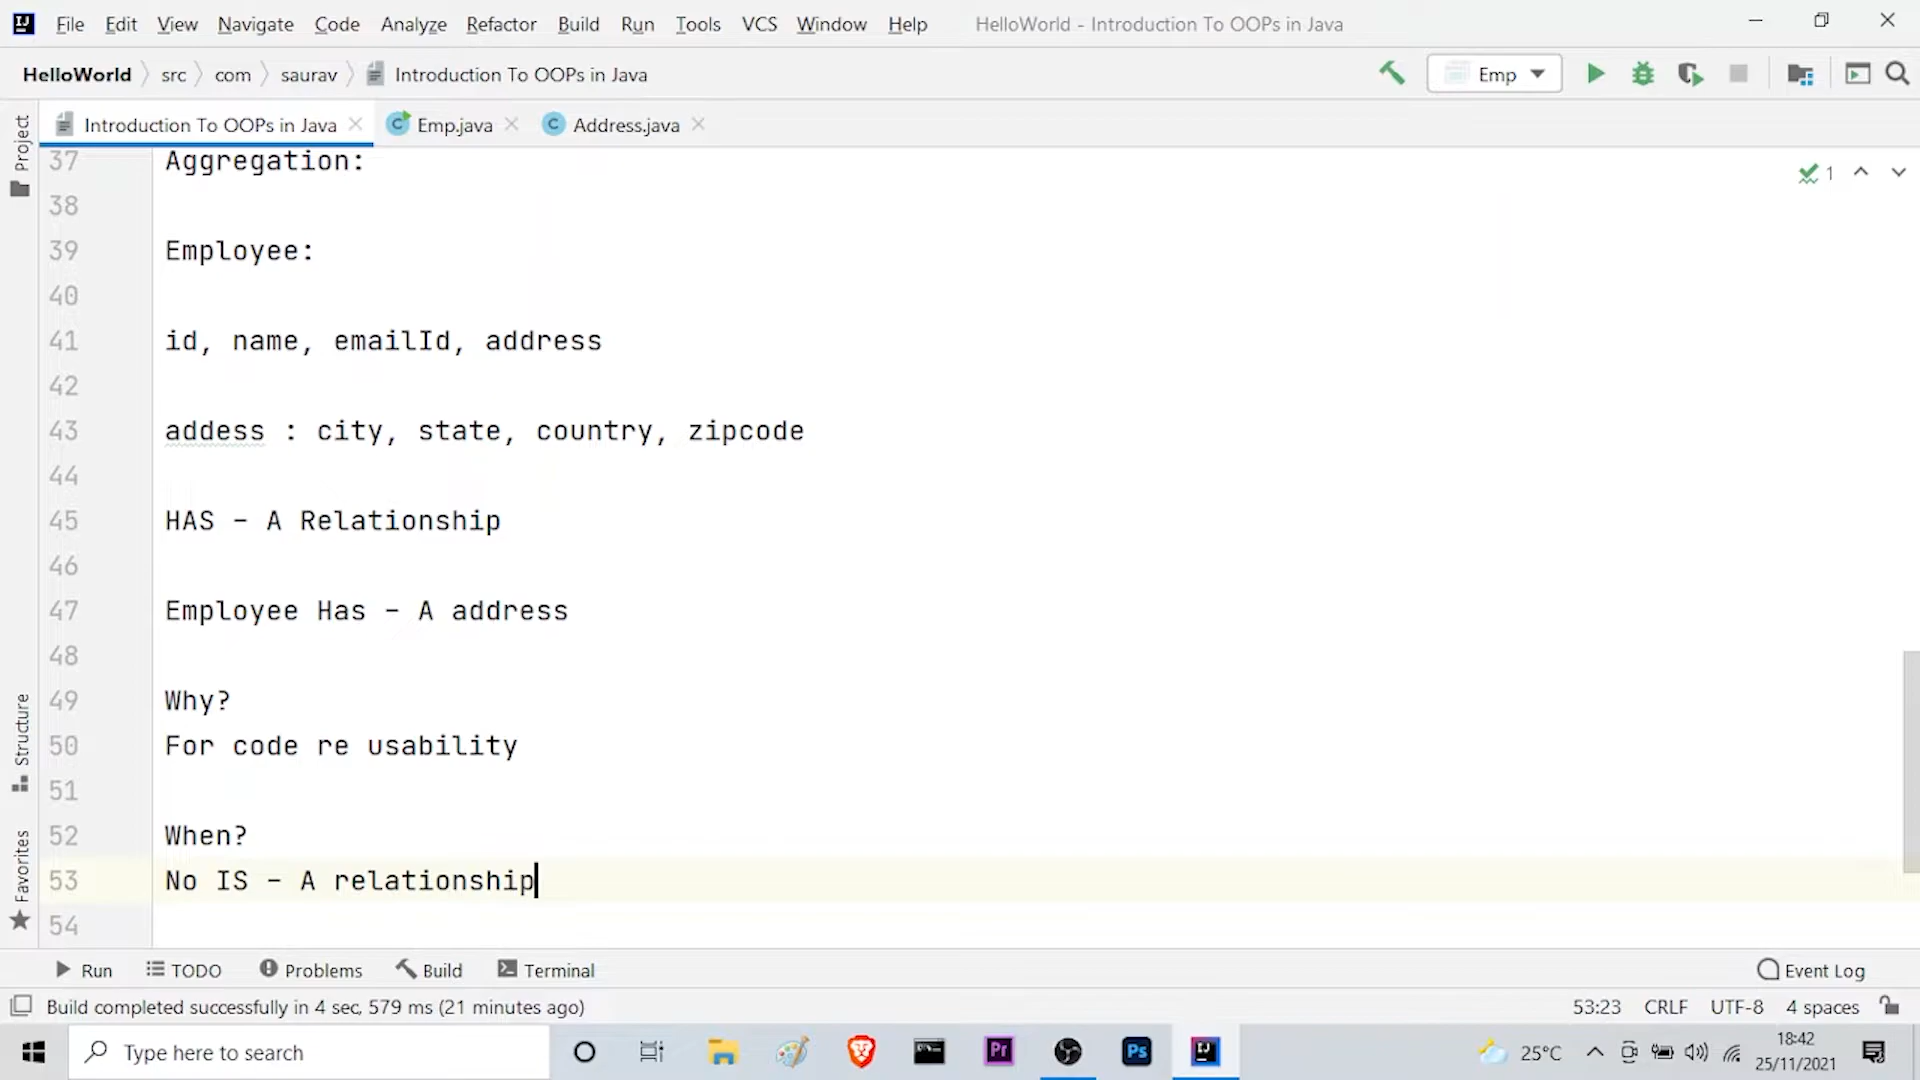 File Edit View Navigate Code Analyze Refactor Build Run Tools VCS Window Help HelloWorld - Introduction To OOPs in Java
HelloWorld src com saurav Introduction To OOPs in Java Emp
Introduction To OOPs in Java Emp.java Address.java
Project
1
37 Aggregation:
38
39 Employee:
40
41 id, name, emailId, address
42
43 addess : city, state, country, zipcode
44
45 HAS - A Relationship
46
47 Employee Has - A address
48
49 Why?
50 For code re usability
51
52 When?
53 No IS - A relationship
54
Structure
Favorites
Run TODO Problems Build Terminal Event Log
Build completed successfully in 4 sec, 579 ms (21 minutes ago) 53:23 CRLF UTF-8 4 spaces
Type here to search Pr Ps 25°C 18:42
25/11/2021